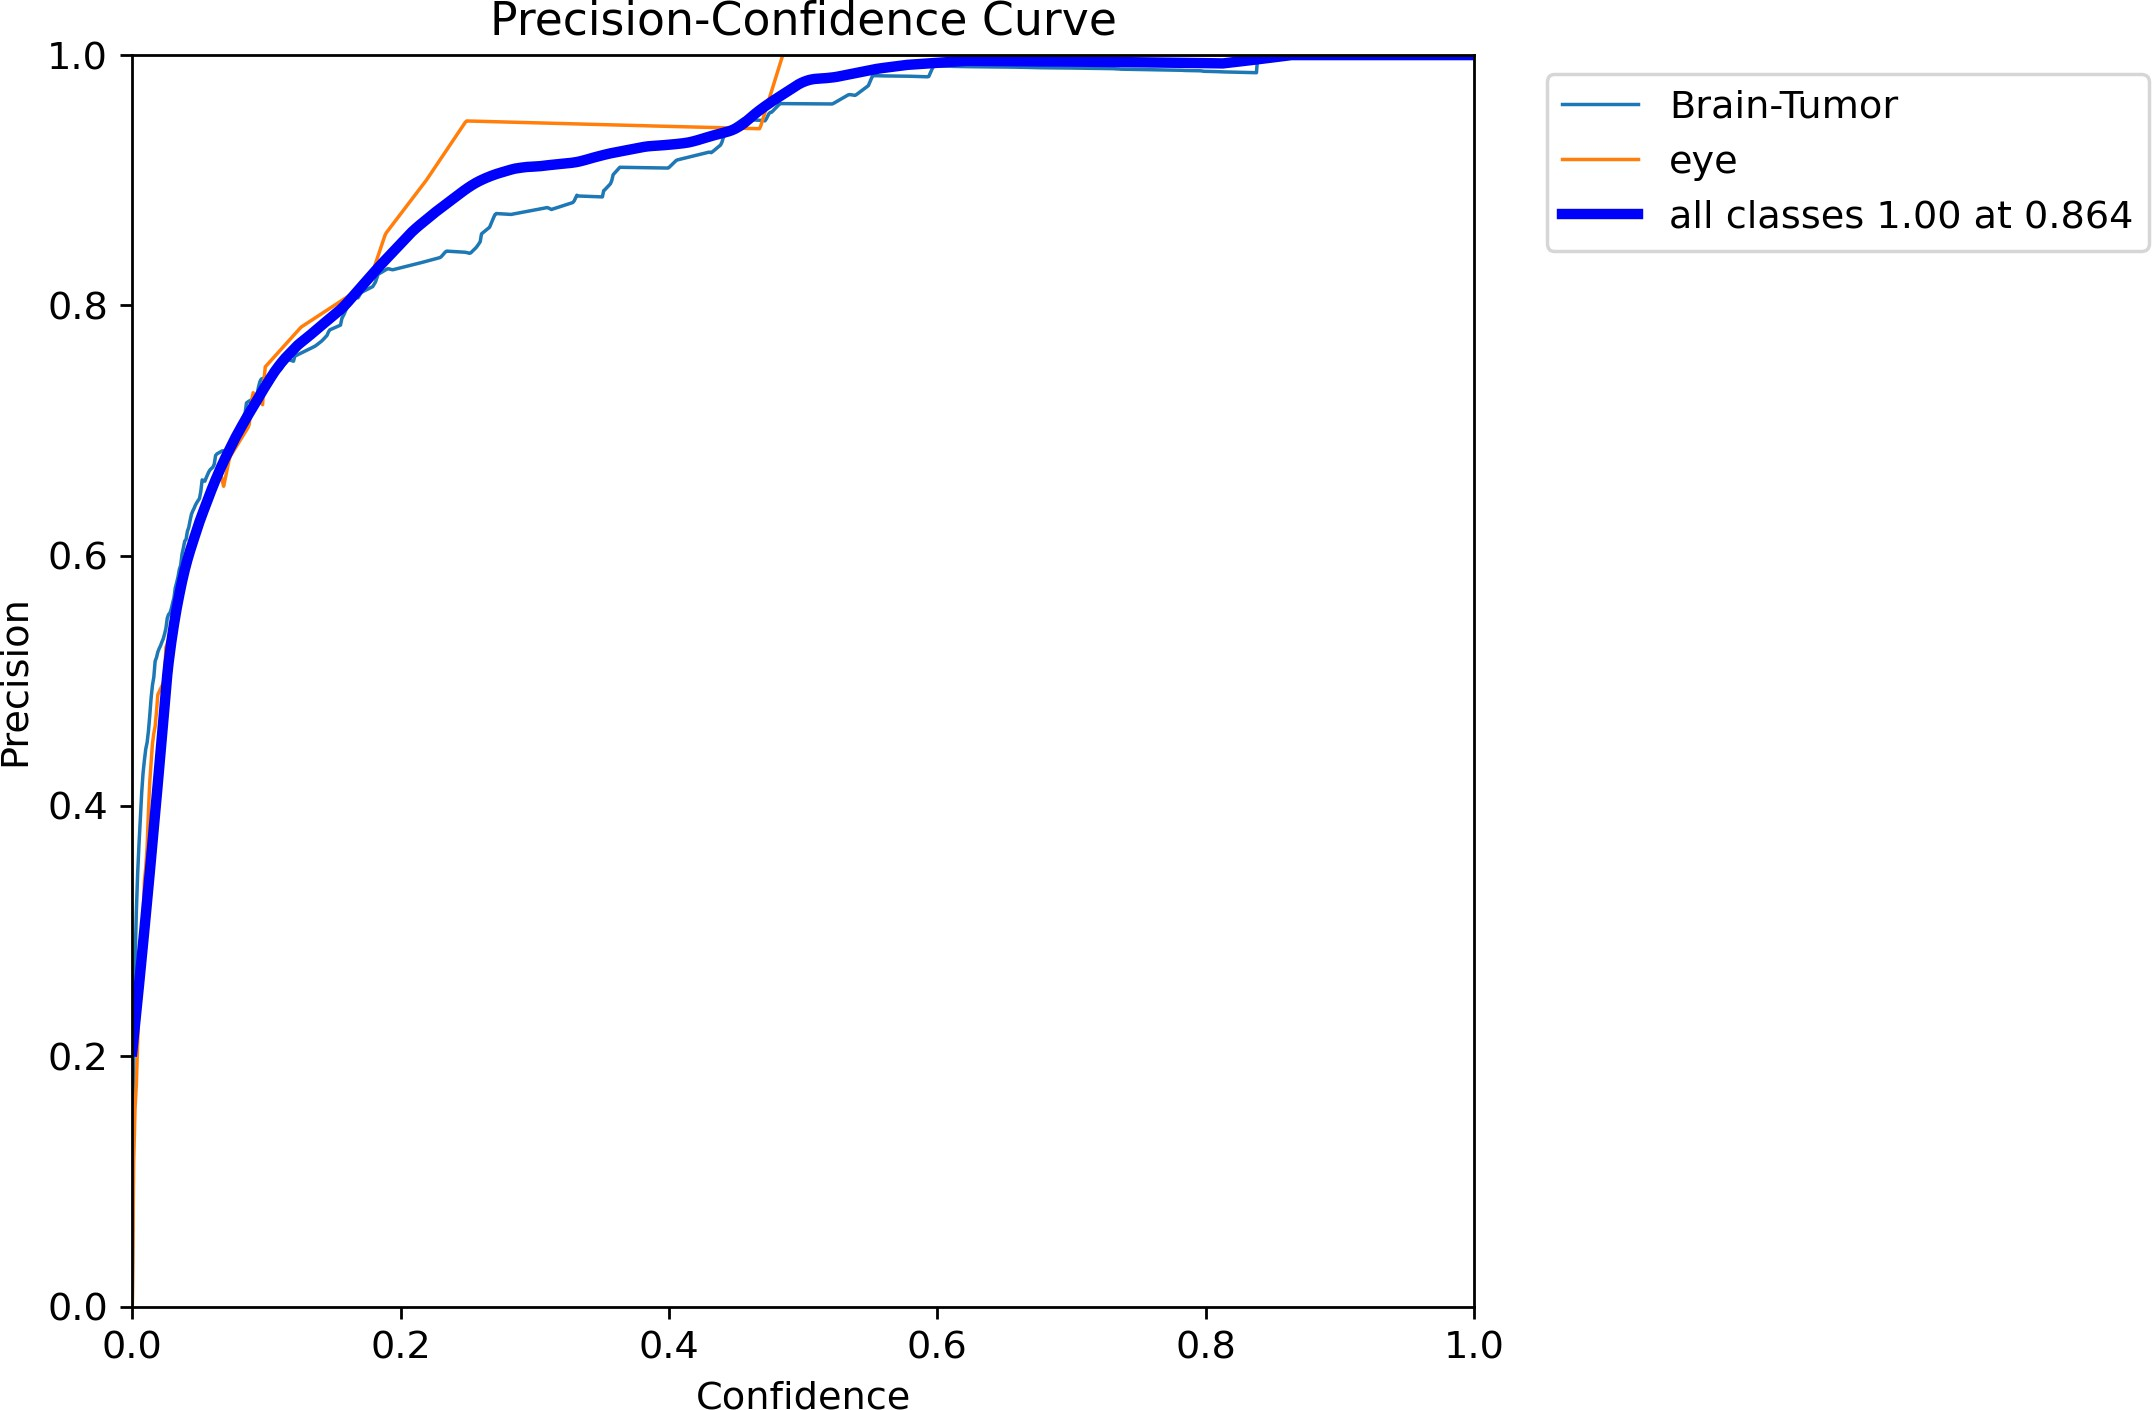 Precision-Confidence Curve
Brain-Tumor
eye
all classes 1.00 at 0.864
Precision
1.0
0.8
0.6
0.4
0.2
0.0
0.0 0.2 0.4 0.6 0.8 1.0
Confidence